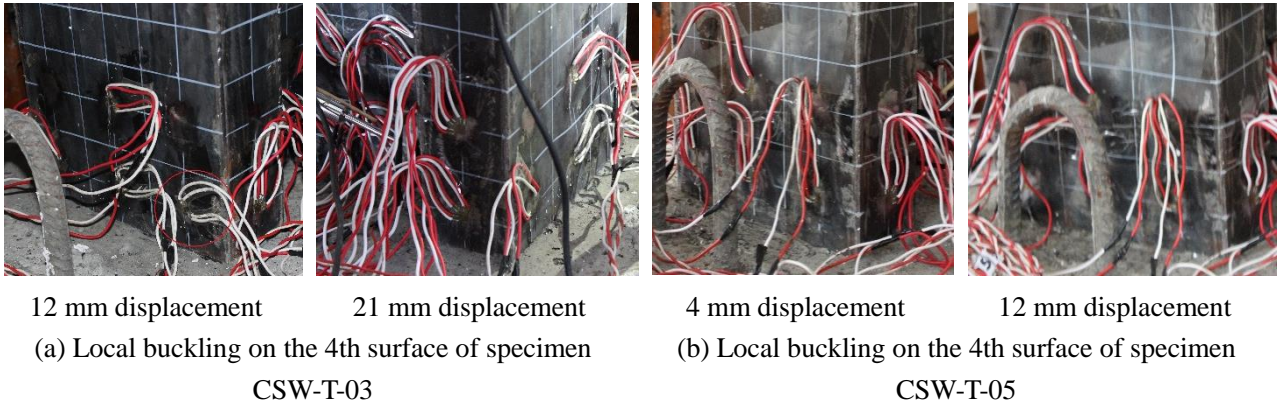 12 mm displacement
21 mm displacement
4 mm displacement
12 mm displacement
(a) Local buckling on the 4th surface of specimen
CSW-T-03
(b) Local buckling on the 4th surface of specimen
CSW-T-05